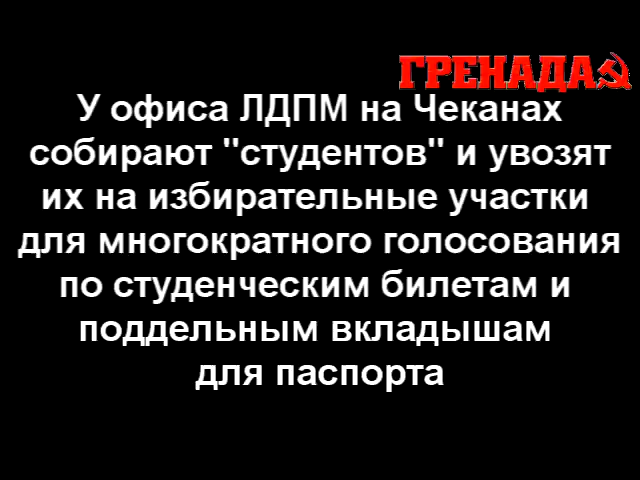 ГРЕНАДА
У офиса ЛДПМ на Чеканах
собирают "студентов" и увозят
их на избирательные участки
для многократного голосования
по студенческим билетам и
поддельным вкладышам
для паспорта